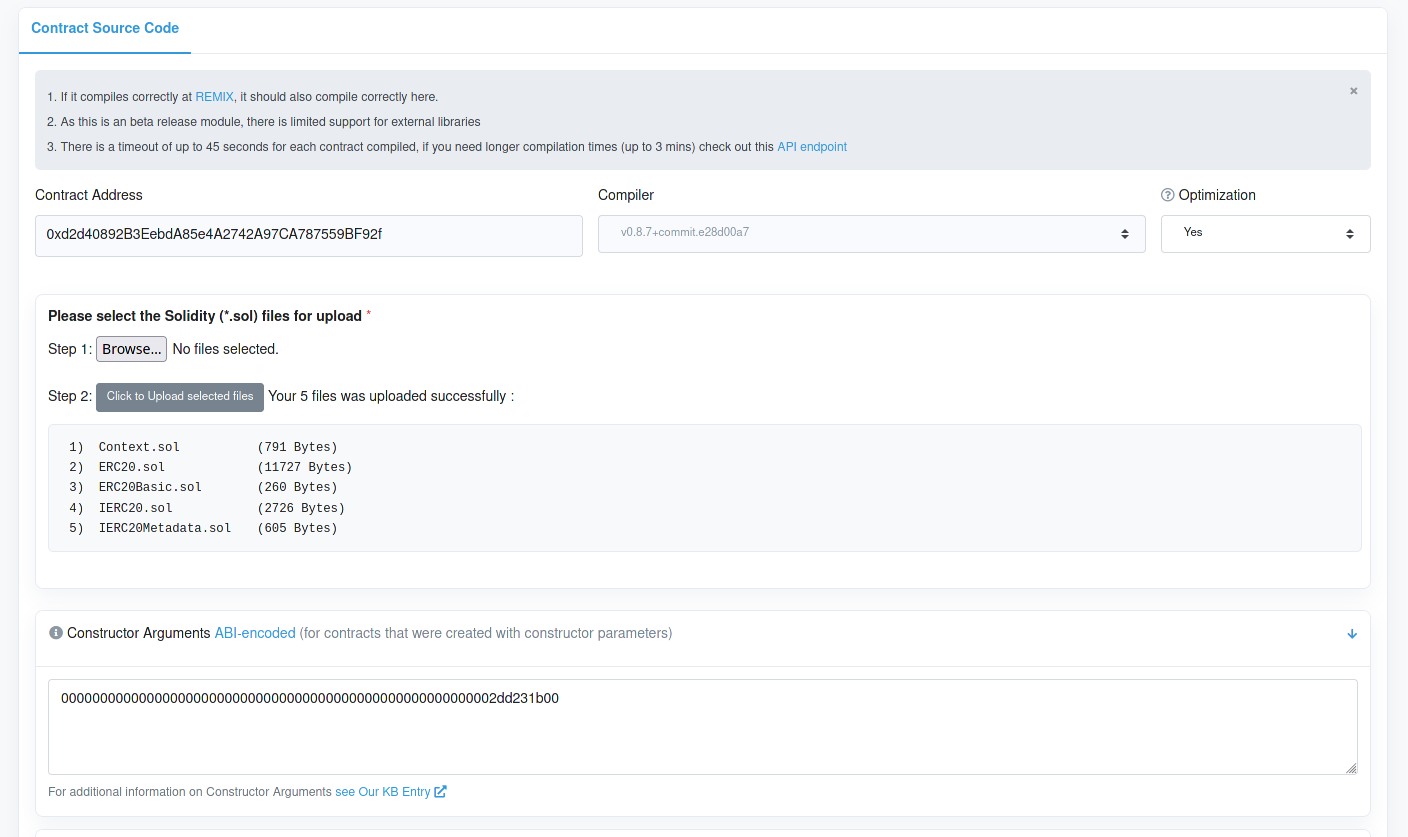 Contract Source Code
1. If it compiles correctly at REMIX, it should also compile correctly here.
×
2. As this is an beta release module, there is limited support for external libraries
3. There is a timeout of up to 45 seconds for each contract compiled, if you need longer compilation times (up to 3 mins) check out this API endpoint
Contract Address
Compiler
? Optimization
0xd2d40892B3EebdA85e4A2742A97CA787559BF92f
v0.8.7+commit.e28d00a7
Yes
Please select the Solidity (*.sol) files for upload *
Step 1: Browse... No files selected.
Step 2: Click to Upload selected files Your 5 files was uploaded successfully :
1) Context.sol (791 Bytes)
2) ERC20.sol (11727 Bytes)
3) ERC20Basic.sol (260 Bytes)
4) IERC20.sol (2726 Bytes)
5) IERC20Metadata.sol (605 Bytes)
Constructor Arguments ABI-encoded (for contracts that were created with constructor parameters)
00000000000000000000000000000000000000000000000000000002dd231b00
For additional information on Constructor Arguments see Our KB Entry